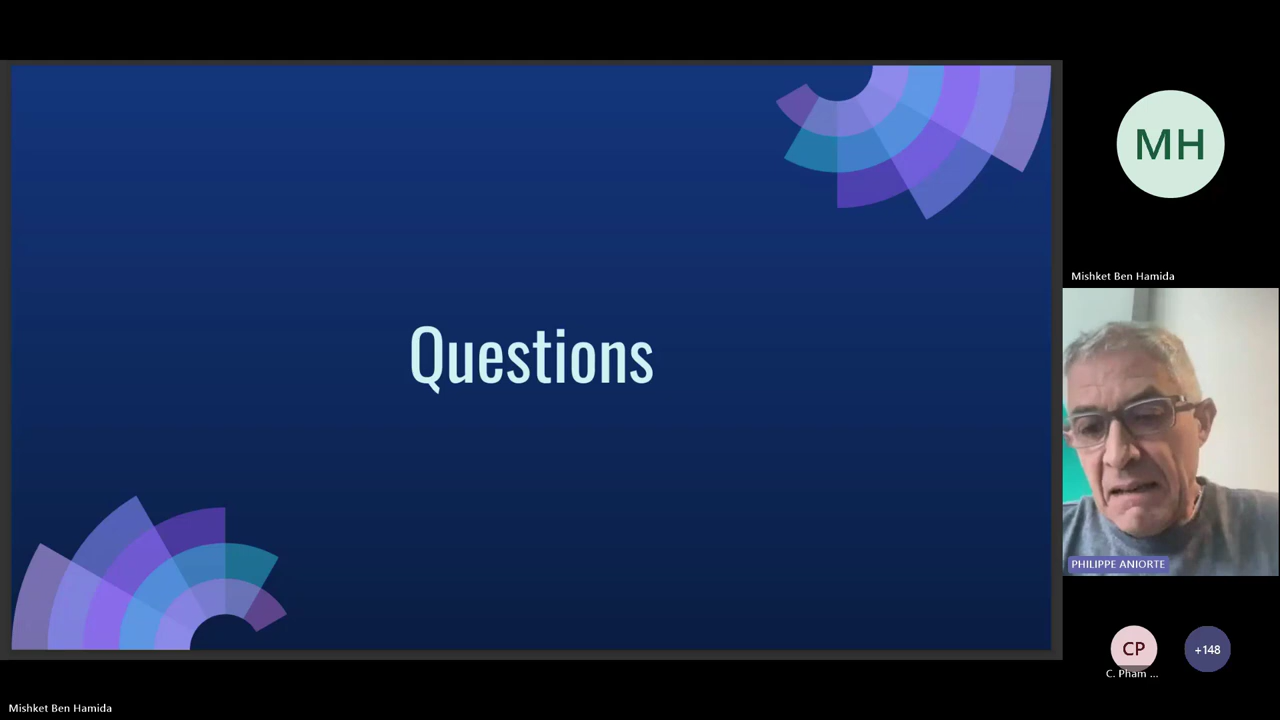 Questions
MH
Mishket Ben Hamida
PHILIPPE ANIORTE
CP
+148
C. Pham ...
Mishket Ben Hamida